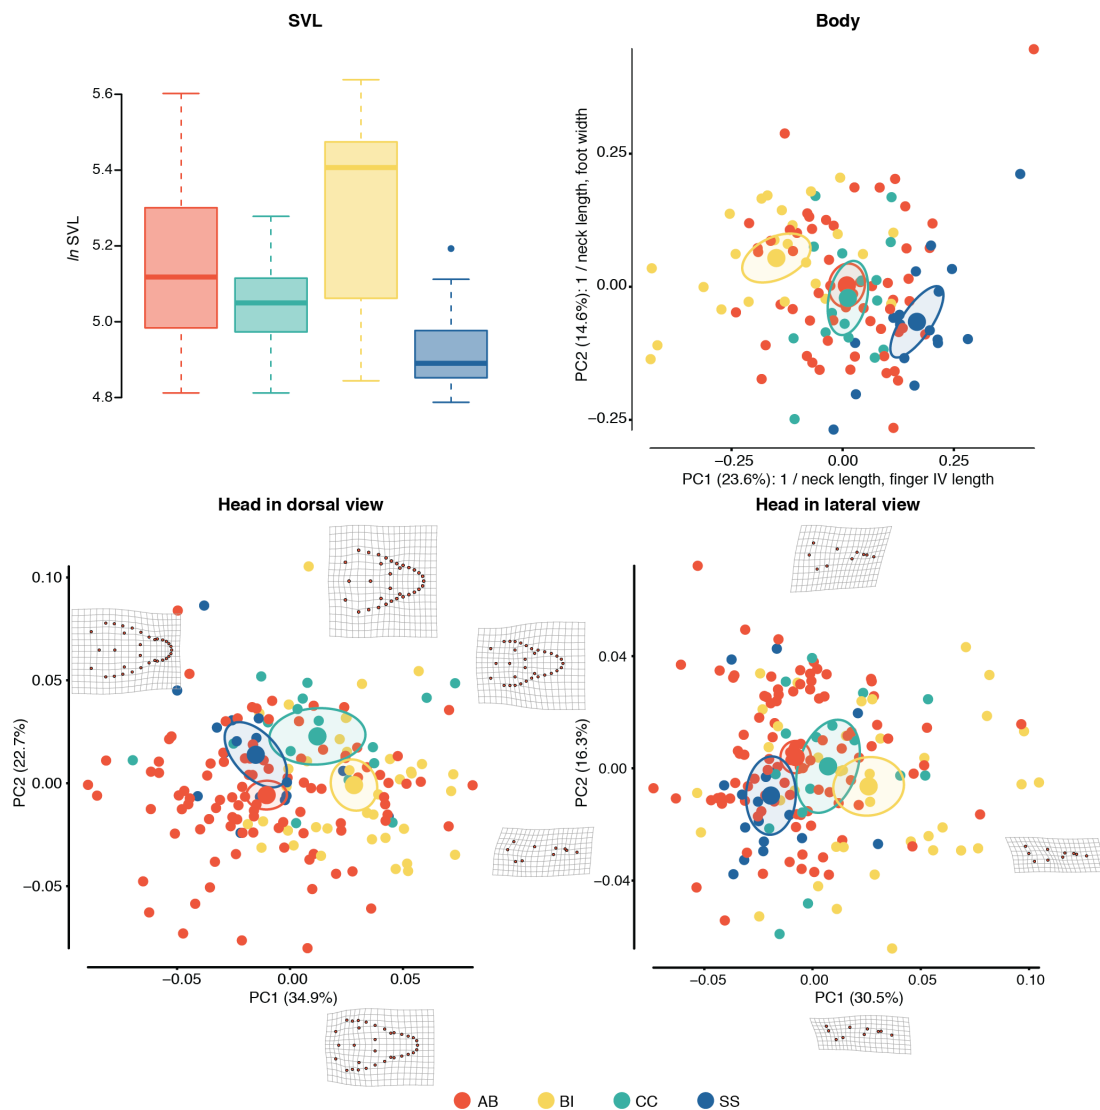 SVL
Body
5.6
5.4
5.2
5.0
4.8
ln SVL
0.25
0.00
−0.25
PC2 (14.6%): 1 / neck length, foot width
−0.25
0.00
0.25
PC1 (23.6%): 1 / neck length, finger IV length
Head in dorsal view
Head in lateral view
0.10
0.05
0.00
−0.05
PC2 (22.7%)
−0.05
0.00
0.05
PC1 (34.9%)
0.04
0.00
−0.04
PC2 (16.3%)
−0.05
0.00
0.05
0.10
PC1 (30.5%)
AB
BI
CC
SS